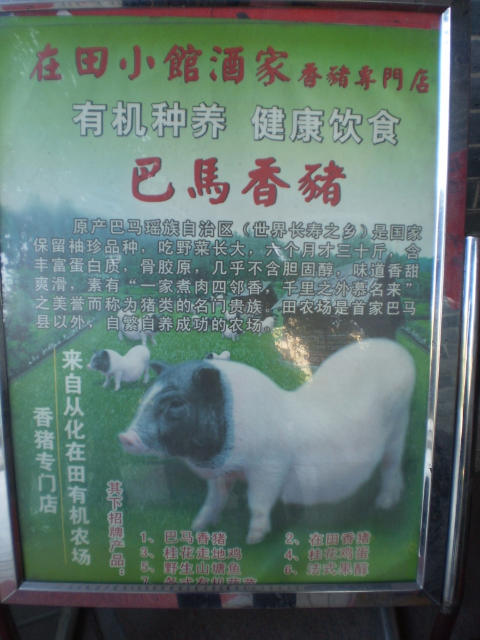 在田小館酒家香豬專門店
有机种养 健康饮食
巴馬香豬
原产巴马瑶族自治区（世界长寿之乡）是国家
保留袖珍品种，吃野菜长大，六个月才三十斤，含
丰富蛋白质，骨胶原，几乎不含胆固醇，味道香甜
爽滑，素有“一家煮肉四邻香，千里之外慕名来”
之美誉而称为猪类的名门贵族。田农场是首家巴马
县以外，自繁自养成功的农场。
来自从化在田有机农场
香猪专门店
其下招牌产品：
1、巴马香猪
2、在田香猪
3、桂花走地鸡
4、桂花鸡蛋
5、野生山塘鱼
6、法式果醇
7、